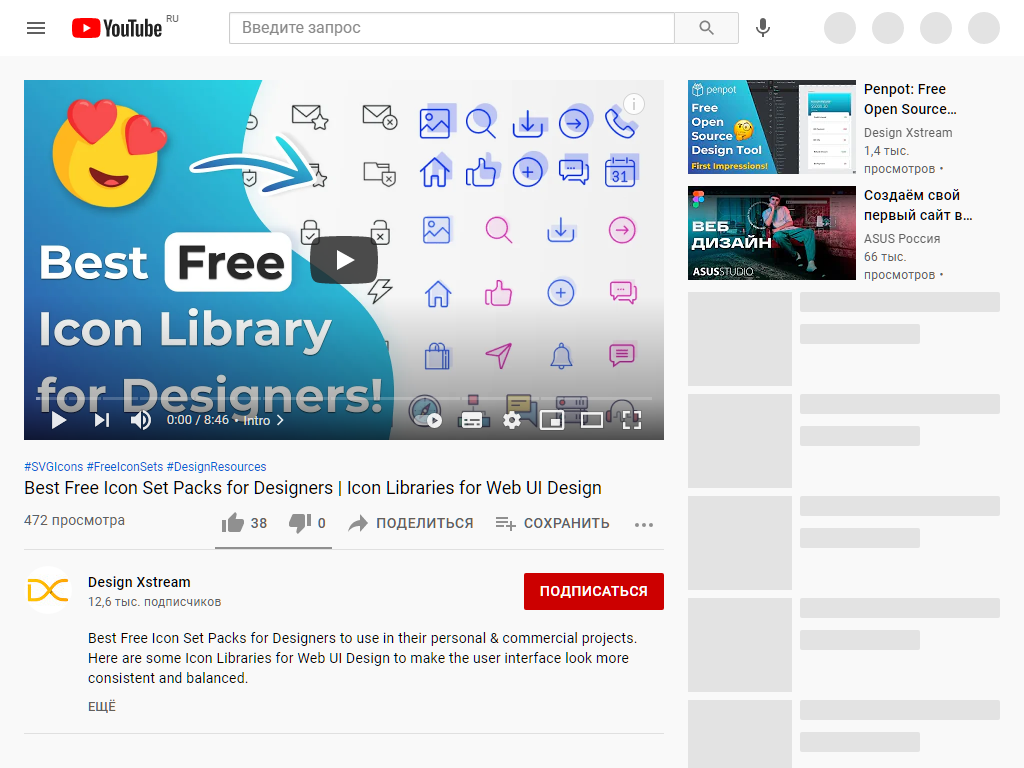 YouTube RU
Введите запрос
Best Free
Icon Library
for Designers!
31
i
0:00 / 8:46 • Intro
#SVGIcons #FreeIconSets #DesignResources
Best Free Icon Set Packs for Designers | Icon Libraries for Web UI Design
472 просмотра
38
0
ПОДЕЛИТЬСЯ
СОХРАНИТЬ
Design Xstream
12,6 тыс. подписчиков
ПОДПИСАТЬСЯ
Best Free Icon Set Packs for Designers to use in their personal & commercial projects.
Here are some Icon Libraries for Web UI Design to make the user interface look more
consistent and balanced.
ЕЩЁ
penpot
Free
Open
Source
Design Tool
First Impressions!
Penpot: Free
Open Source…
Design Xstream
1,4 тыс.
просмотров •
ВЕБ
ДИЗАЙН
ASUSSTUDIO
Создаём свой
первый сайт в…
ASUS Россия
66 тыс.
просмотров •